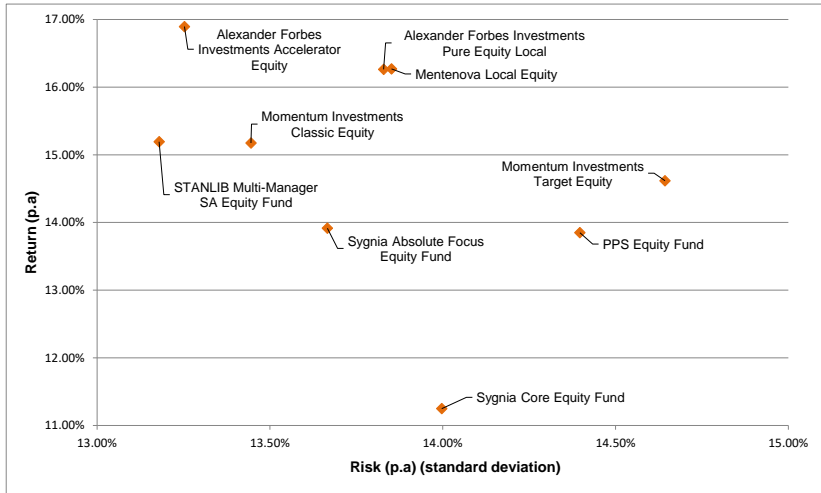 17.00%
16.00%
15.00%
14.00%
13.00%
12.00%
11.00%
Return (p.a)
Alexander Forbes
Investments Accelerator
Equity
Alexander Forbes Investments
Pure Equity Local
Mentenova Local Equity
Momentum Investments
Classic Equity
STANLIB Multi-Manager
SA Equity Fund
Momentum Investments
Target Equity
Sygnia Absolute Focus
Equity Fund
PPS Equity Fund
Sygnia Core Equity Fund
13.00%
13.50%
14.00%
14.50%
15.00%
Risk (p.a) (standard deviation)